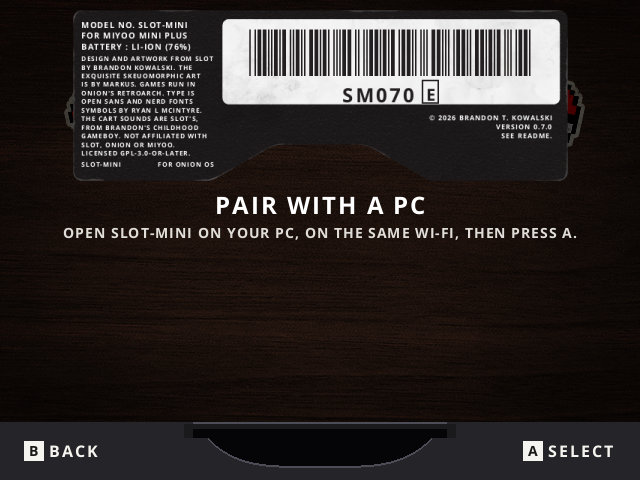 MODEL NO. SLOT-MINI
FOR MIYOO MINI PLUS
BATTERY : LI-ION (76%)
DESIGN AND ARTWORK FROM SLOT
BY BRANDON KOWALSKI. THE
EXQUISITE SKEUOMORPHIC ART
IS BY MARKUS. GAMES RUN IN
ONION'S RETROARCH. TYPE IS
OPEN SANS AND NERD FONTS
SYMBOLS BY RYAN L MCINTYRE.
THE CART SOUNDS ARE SLOT'S,
FROM BRANDON'S CHILDHOOD
GAMEBOY. NOT AFFILIATED WITH
SLOT, ONION OR MIYOO.
LICENSED GPL-3.0-OR-LATER.
SLOT-MINI FOR ONION OS
SM070 E
© 2026 BRANDON T. KOWALSKI
VERSION 0.7.0
SEE README.
PAIR WITH A PC
OPEN SLOT-MINI ON YOUR PC, ON THE SAME WI-FI, THEN PRESS A.
B BACK
A SELECT